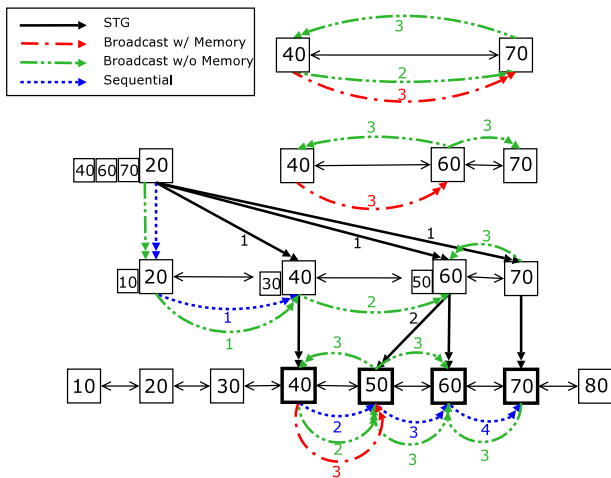 STG
Broadcast w/ Memory
Broadcast w/o Memory
Sequential
3
40 70
2
3
3 3
40 60 70
3
40 60 70 20
1 1 1
3
10 20 30 40 50 60 70
1 2
1
2
3 3
10 20 30 40 50 60 70 80
2 3 4
2 3 3
3